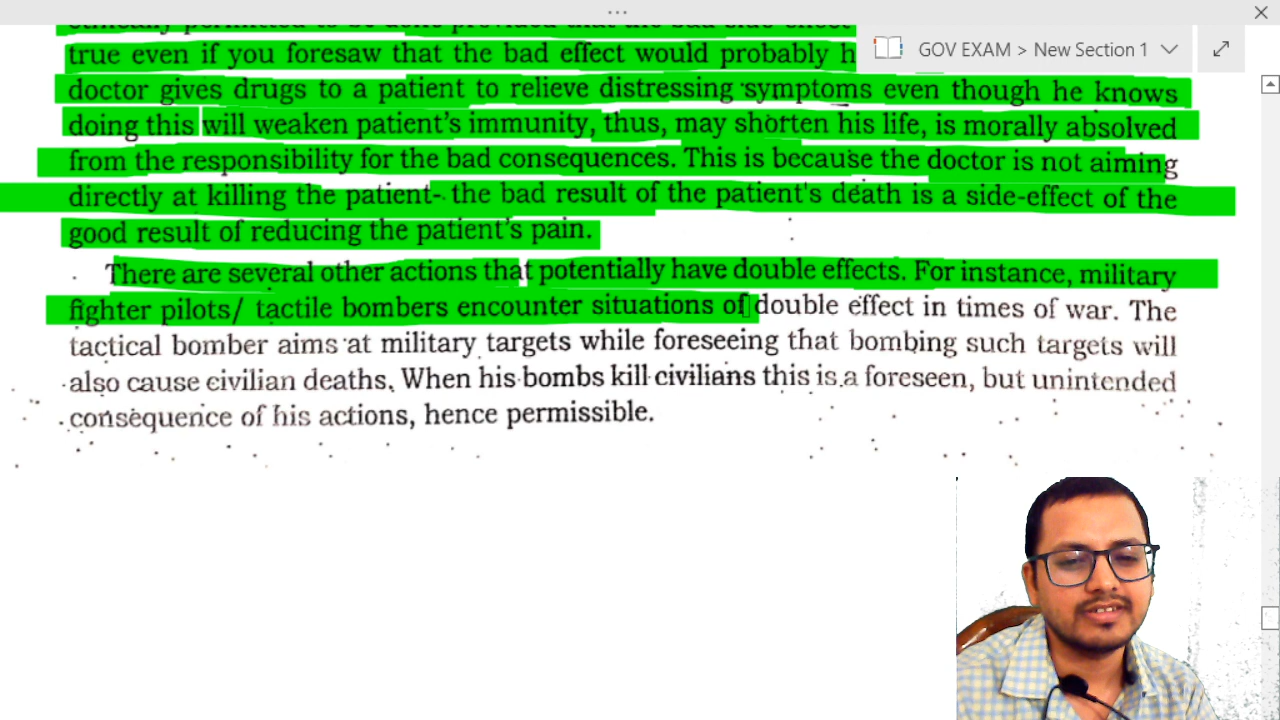 GOV EXAM > New Section 1
true even if you foresaw that the bad effect would probably h
doctor gives drugs to a patient to relieve distressing symptoms even though he knows
doing this will weaken patient's immunity, thus, may shorten his life, is morally absolved
from the responsibility for the bad consequences. This is because the doctor is not aiming
directly at killing the patient- the bad result of the patient's death is a side-effect of the
good result of reducing the patient's pain.
There are several other actions that potentially have double effects. For instance, military
fighter pilots/ tactile bombers encounter situations of double effect in times of war. The
tactical bomber aims at military targets while foreseeing that bombing such targets will
also cause civilian deaths. When his bombs kill civilians this is a foreseen, but unintended
consequence of his actions, hence permissible.